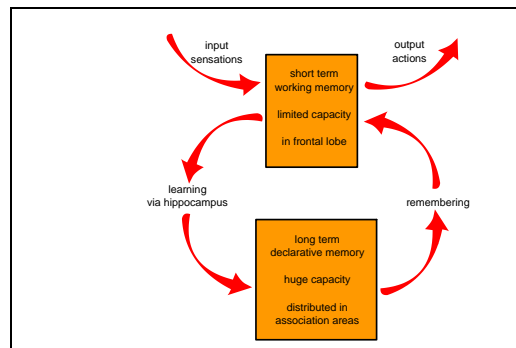 input
sensations
output
actions
short term
working memory
limited capacity
in frontal lobe
learning
via hippocampus
remembering
long term
declarative memory
huge capacity
distributed in
association areas